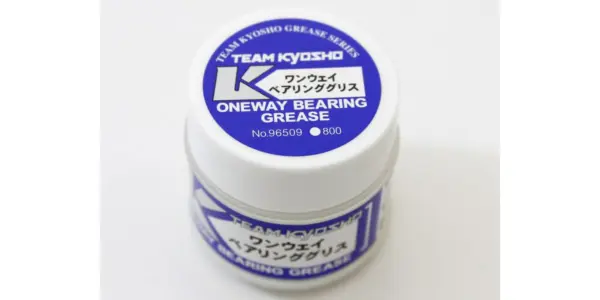 TEAM KYOSHO GREASE SERIES
TEAM KYOSHO
K
ワンウェイ
ベアリンググリス
ONEWAY BEARING
GREASE
No.96509 ●800
TEAM KYOSHO
K
ワンウェイ
ベアリンググリス
ONEWAY BEARING GREASE